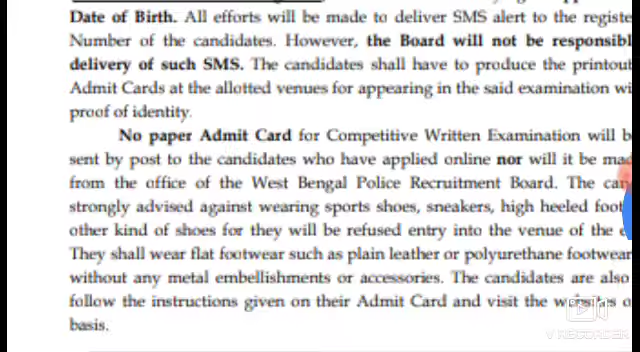 Date of Birth. All efforts will be made to deliver SMS alert to the registe
Number of the candidates. However, the Board will not be responsibl
delivery of such SMS. The candidates shall have to produce the printout
Admit Cards at the allotted venues for appearing in the said examination wi
proof of identity.
No paper Admit Card for Competitive Written Examination will b
sent by post to the candidates who have applied online nor will it be mad
from the office of the West Bengal Police Recruitment Board. The can
strongly advised against wearing sports shoes, sneakers, high heeled foot
other kind of shoes for they will be refused entry into the venue of the e
They shall wear flat footwear such as plain leather or polyurethane footwear
without any metal embellishments or accessories. The candidates are also
follow the instructions given on their Admit Card and visit the websites o
basis.
V RECORDER